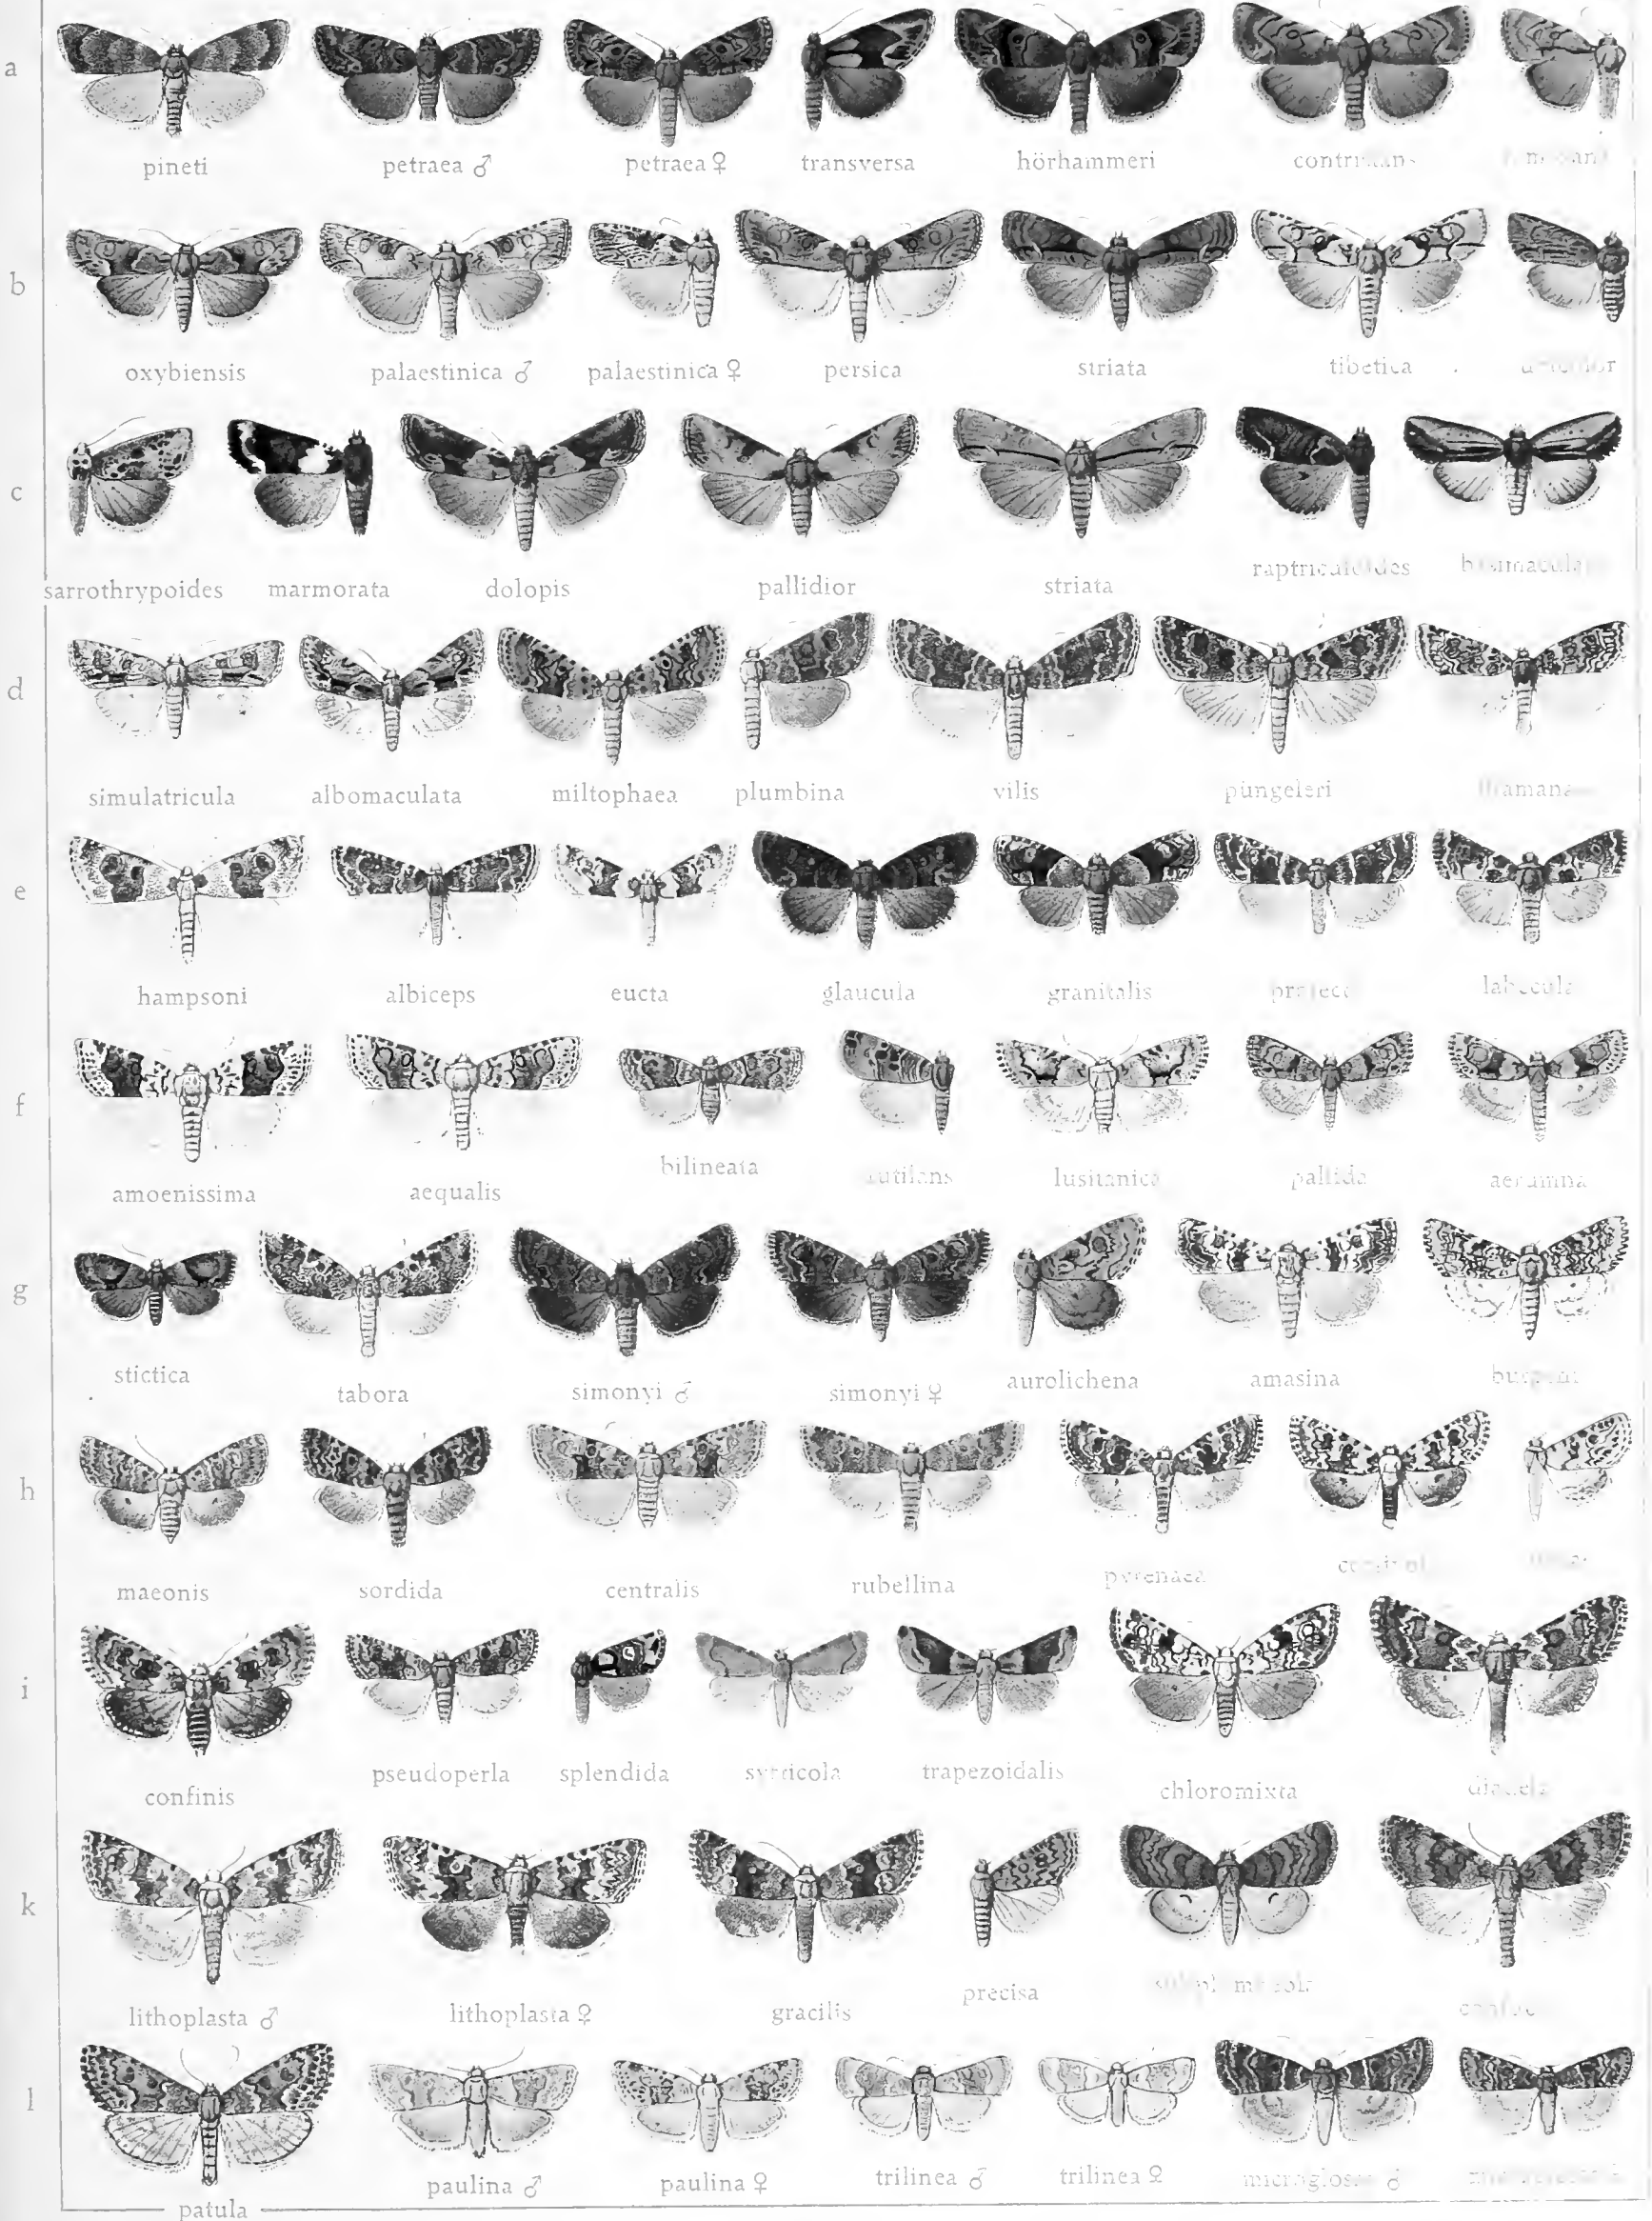 a
pineti petraea ♂ petraea ♀ transversa hörhammeri
b
oxybiensis palaestinica ♂ palaestinica ♀ persica striata tibetica
c
sarrothrypoides marmorata dolopis pallidior striata
d
simulatricula albomaculata miltophaea plumbina vilis püngeleri
e
hampsoni albiceps eucta glaucula granitalis
f
amoenissima aequalis bilineata lusitanica pallida
g
stictica tabora simonyi ♂ simonyi ♀ aurolichena amasina
h
maeonis sordida centralis rubellina pyrenaea
i
confinis pseudoperla splendida syrticola trapezoidalis chloromixta
k
lithoplasta ♂ lithoplasta ♀ gracilis precisa
l
patula paulina ♂ paulina ♀ trilinea ♂ trilinea ♀